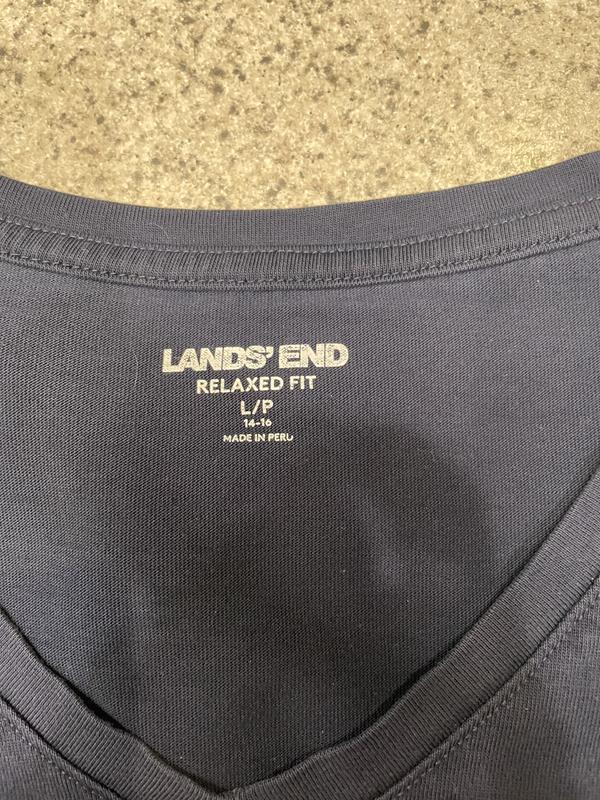 LANDS' END
RELAXED FIT
L/P
14-16
MADE IN PERU